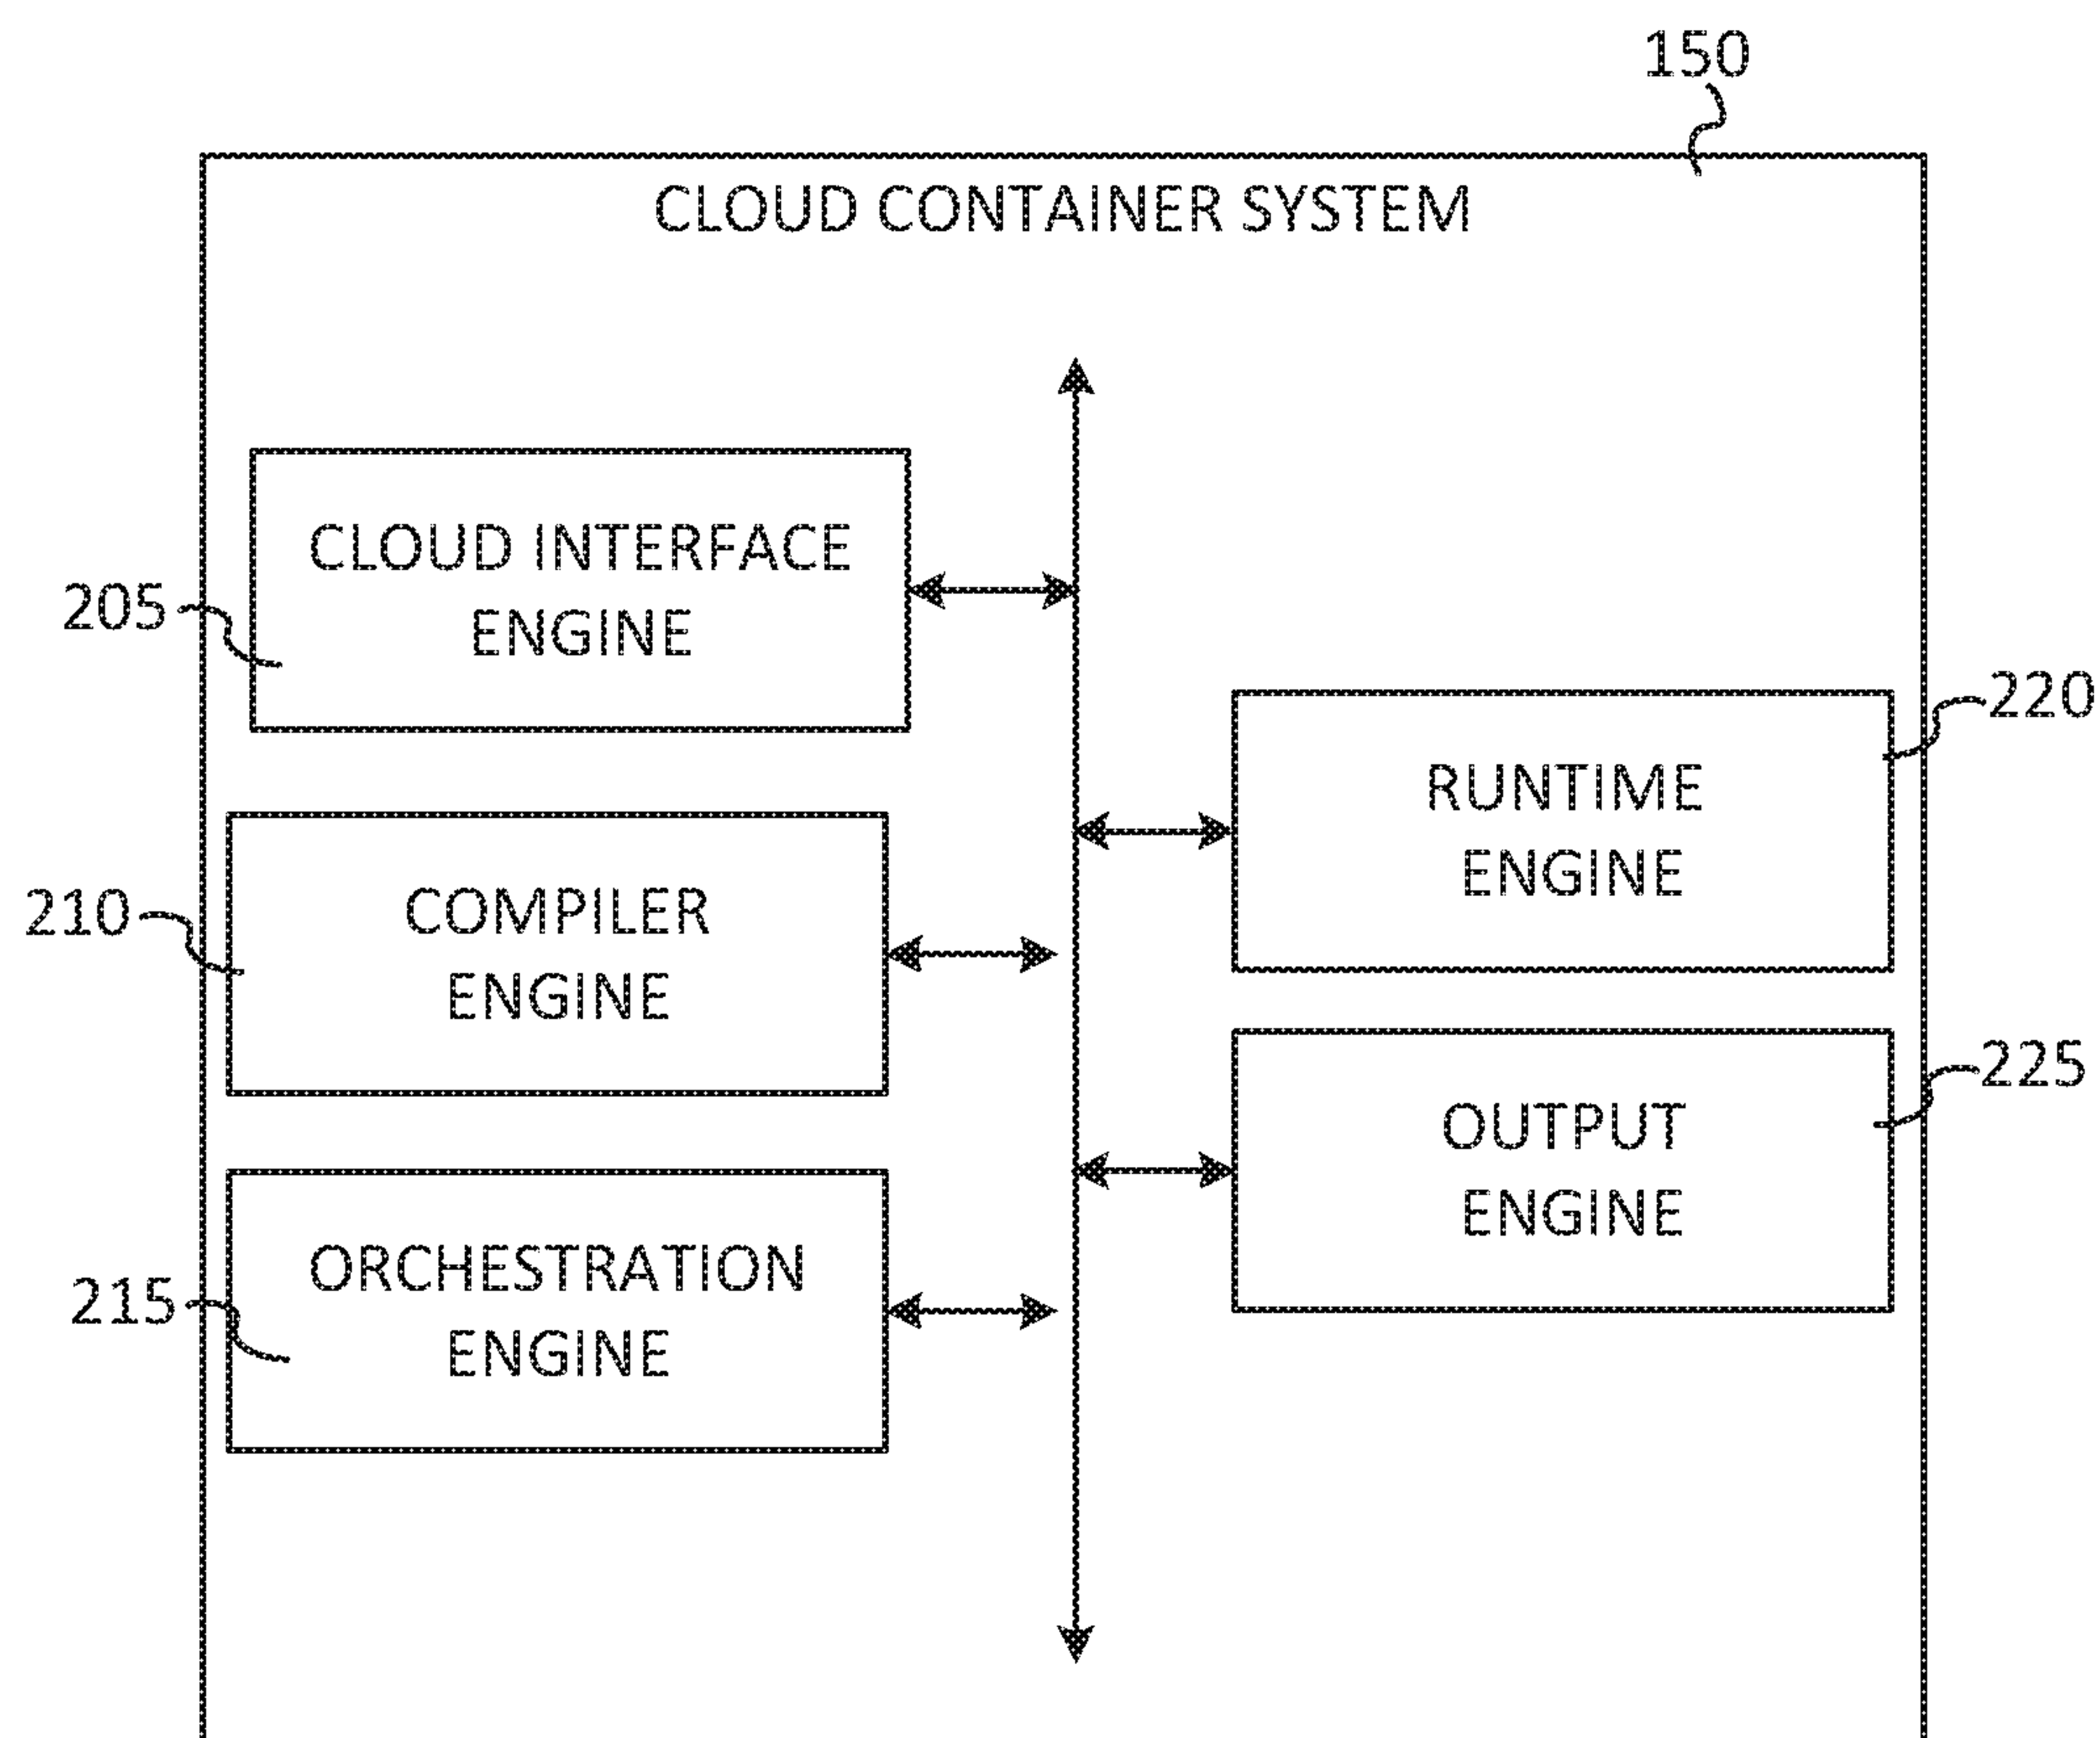 150
CLOUD CONTAINER SYSTEM
CLOUD INTERFACE
ENGINE
205
COMPILER
ENGINE
210
ORCHESTRATION
ENGINE
215
RUNTIME
ENGINE
220
OUTPUT
ENGINE
225